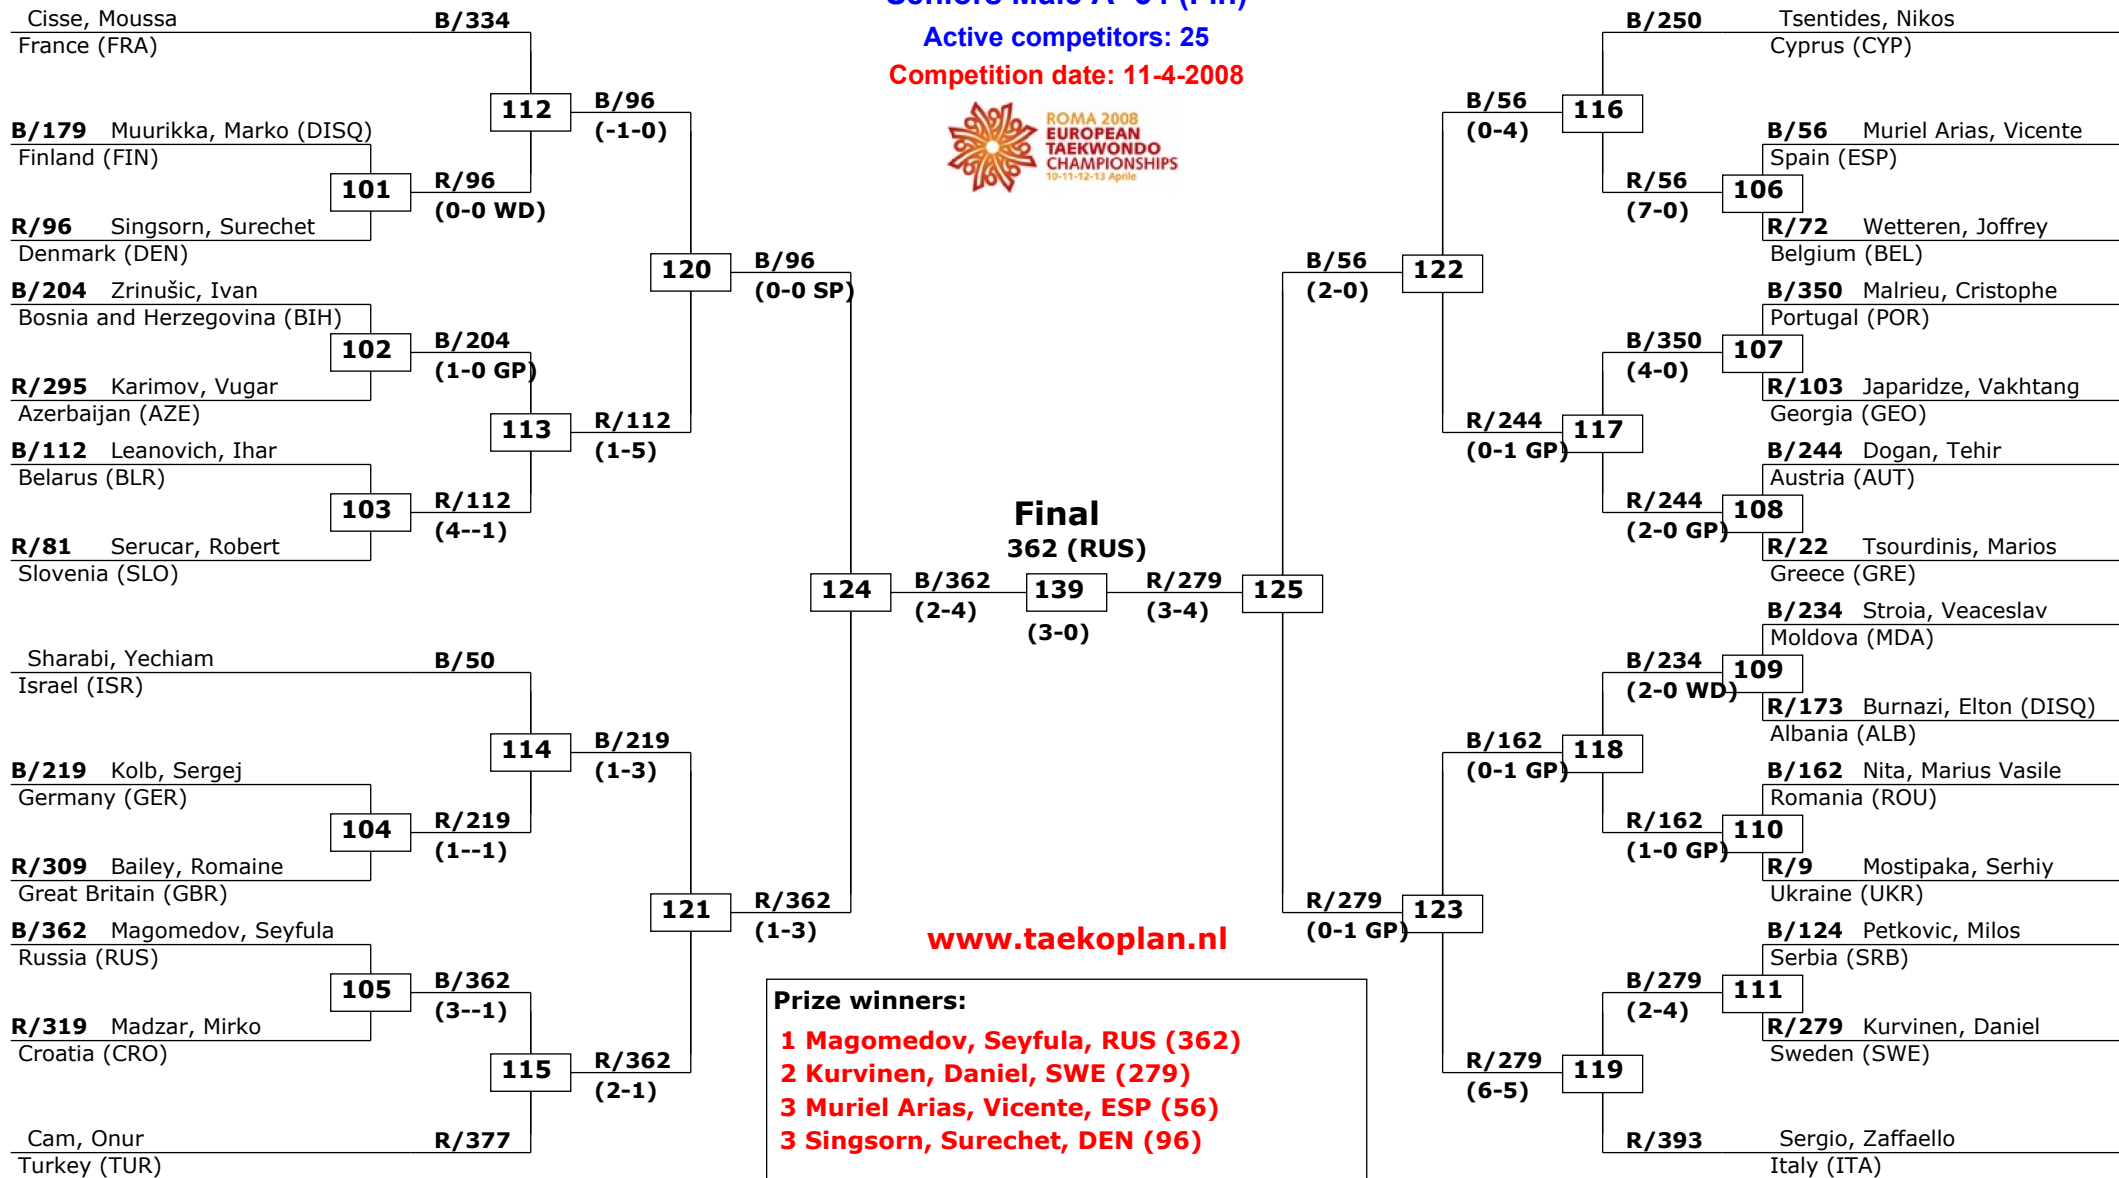 Seniors Male A -54 (Fin)
Active competitors: 25
Competition date: 11-4-2008
ROMA 2008
EUROPEAN
TAEKWONDO
CHAMPIONSHIPS
10-11-12-13 Aprile
Cisse, Moussa B/334
France (FRA)
112
B/96
(-1-0)
B/179 Muurikka, Marko (DISQ)
Finland (FIN)
101
R/96
(0-0 WD)
R/96 Singsorn, Surechet
Denmark (DEN)
120
B/96
(0-0 SP)
B/204 Zrinušic, Ivan
Bosnia and Herzegovina (BIH)
102
B/204
(1-0 GP)
R/295 Karimov, Vugar
Azerbaijan (AZE)
113
R/112
(1-5)
B/112 Leanovich, Ihar
Belarus (BLR)
103
R/112
(4--1)
R/81 Serucar, Robert
Slovenia (SLO)
124
B/362
(2-4)
Sharabi, Yechiam B/50
Israel (ISR)
114
B/219
(1-3)
B/219 Kolb, Sergej
Germany (GER)
104
R/219
(1--1)
R/309 Bailey, Romaine
Great Britain (GBR)
121
R/362
(1-3)
B/362 Magomedov, Seyfula
Russia (RUS)
105
B/362
(3--1)
R/319 Madzar, Mirko
Croatia (CRO)
115
R/362
(2-1)
Cam, Onur R/377
Turkey (TUR)
Final
362 (RUS)
139
(3-0)
R/279
(3-4)
125
B/250 Tsentides, Nikos
Cyprus (CYP)
B/56
(0-4)
116
B/56 Muriel Arias, Vicente
Spain (ESP)
R/56
(7-0)
106
R/72 Wetteren, Joffrey
Belgium (BEL)
B/56
(2-0)
122
B/350 Malrieu, Cristophe
Portugal (POR)
B/350
(4-0)
107
R/103 Japaridze, Vakhtang
Georgia (GEO)
R/244
(0-1 GP)
117
B/244 Dogan, Tehir
Austria (AUT)
R/244
(2-0 GP)
108
R/22 Tsourdinis, Marios
Greece (GRE)
B/234 Stroia, Veaceslav
Moldova (MDA)
B/234
(2-0 WD)
109
R/173 Burnazi, Elton (DISQ)
Albania (ALB)
B/162
(0-1 GP)
118
B/162 Nita, Marius Vasile
Romania (ROU)
R/162
(1-0 GP)
110
R/9 Mostipaka, Serhiy
Ukraine (UKR)
R/279
(0-1 GP)
123
B/124 Petkovic, Milos
Serbia (SRB)
B/279
(2-4)
111
R/279 Kurvinen, Daniel
Sweden (SWE)
R/279
(6-5)
119
R/393 Sergio, Zaffaello
Italy (ITA)
www.taekoplan.nl
Prize winners:
1 Magomedov, Seyfula, RUS (362)
2 Kurvinen, Daniel, SWE (279)
3 Muriel Arias, Vicente, ESP (56)
3 Singsorn, Surechet, DEN (96)